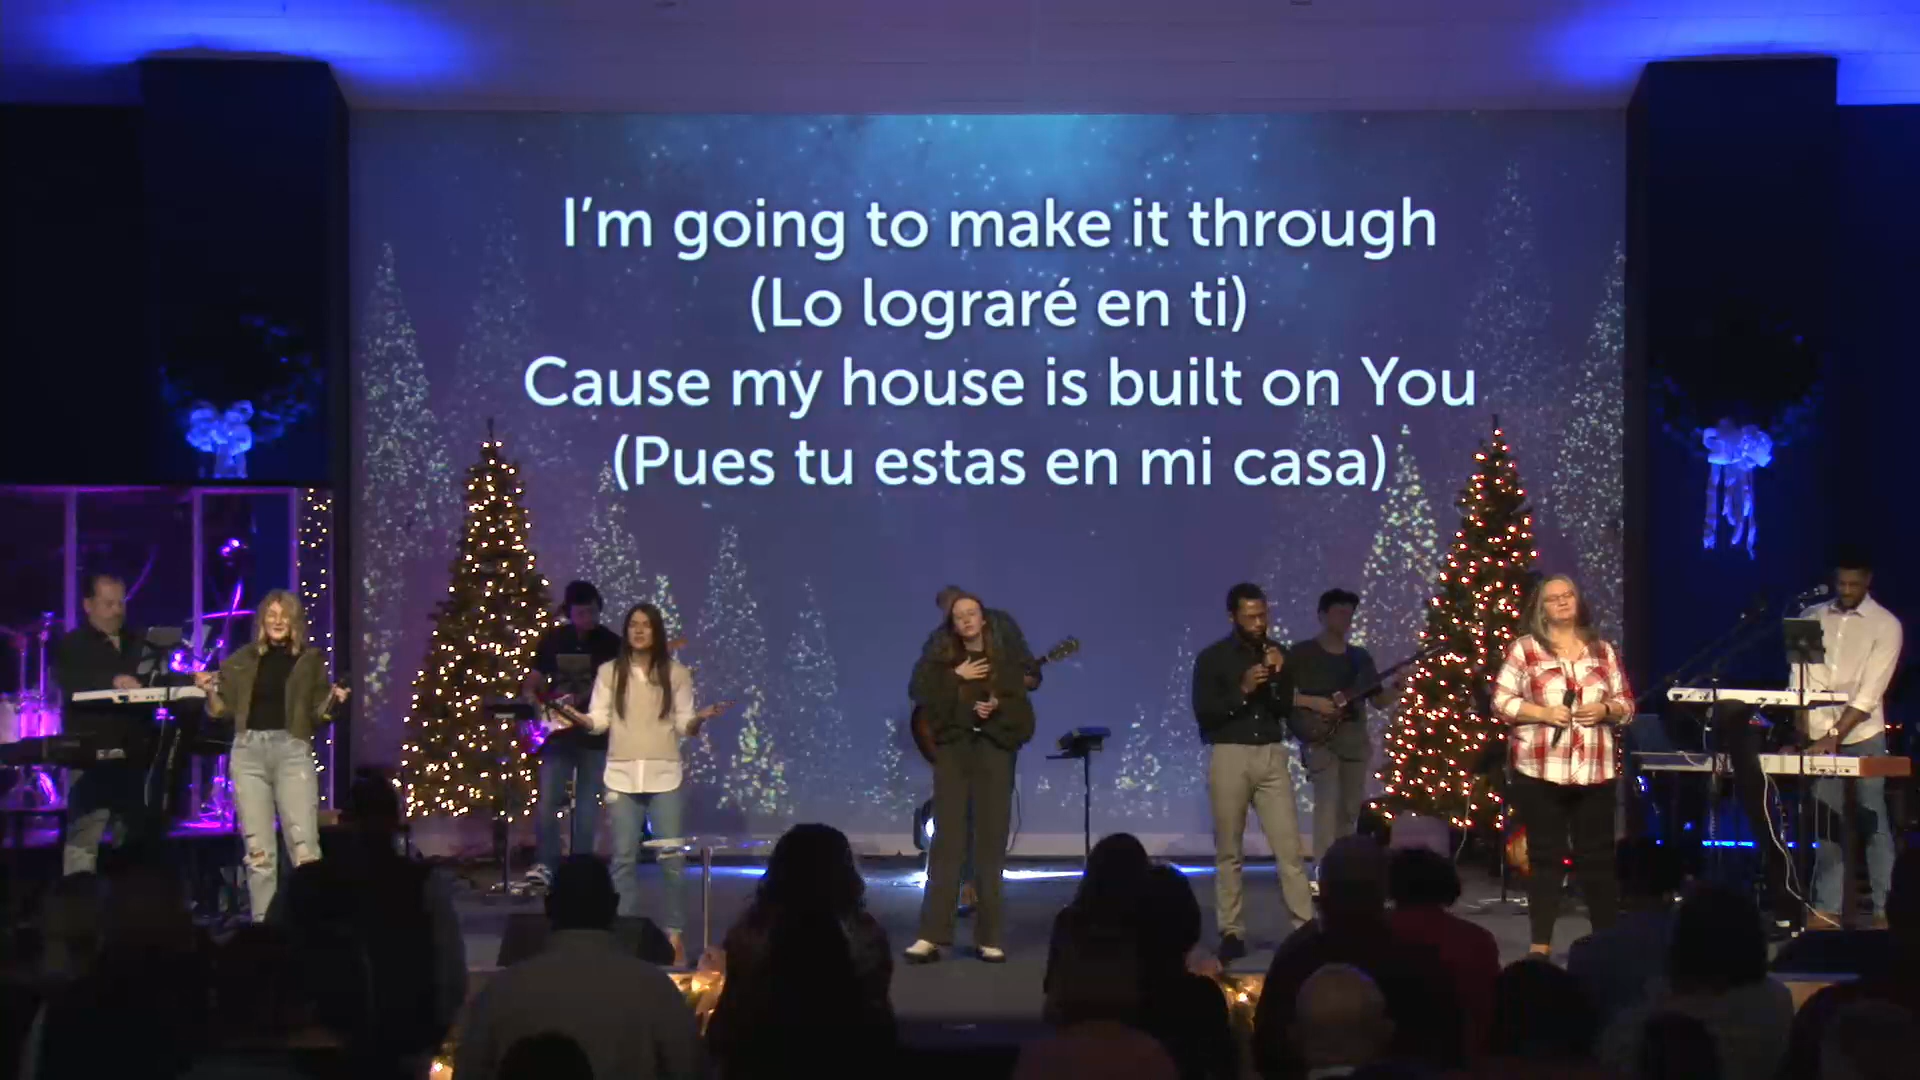 I’m going to make it through
(Lo lograré en ti)
Cause my house is built on You
(Pues tu estas en mi casa)